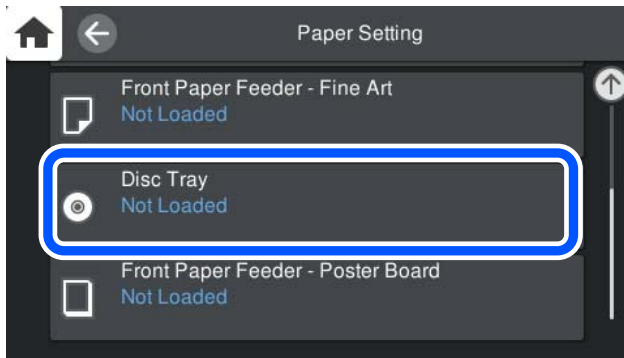 Paper Setting
Front Paper Feeder - Fine Art
Not Loaded
Disc Tray
Not Loaded
Front Paper Feeder - Poster Board
Not Loaded